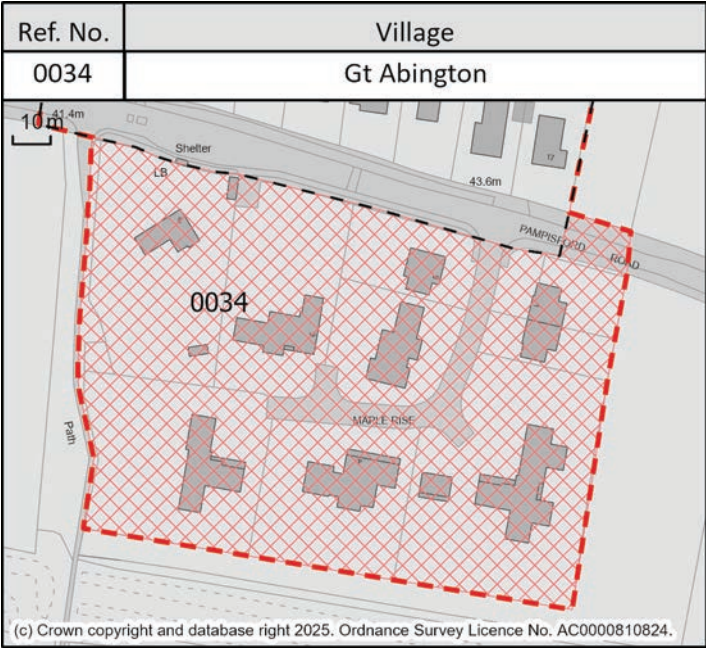 Ref. No. Village
0034 Gt Abington
41.4m
10 m
Shelter
LB
17
43.6m
PAMPISFORD ROAD
0034
MAPLE RISE
Path
(c) Crown copyright and database right 2025. Ordnance Survey Licence No. AC0000810824.